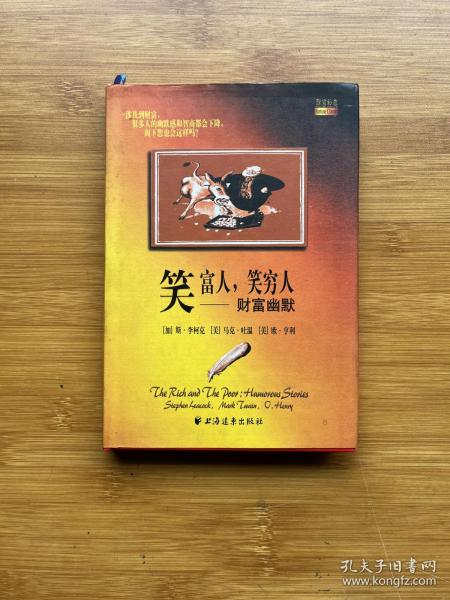 涉及到财富，
很多人的幽默感和智商都会下降，
阁下您也会这样吗？
笑富人，笑穷人
——财富幽默
[加] 斯·李柯克 [美] 马克·吐温 [美] 欧·亨利
The Rich and The Poor: Humorous Stories
Stephen Leacock, Mark Twain, O. Henry
上海远东出版社
孔夫子旧书网
www.kongfz.com